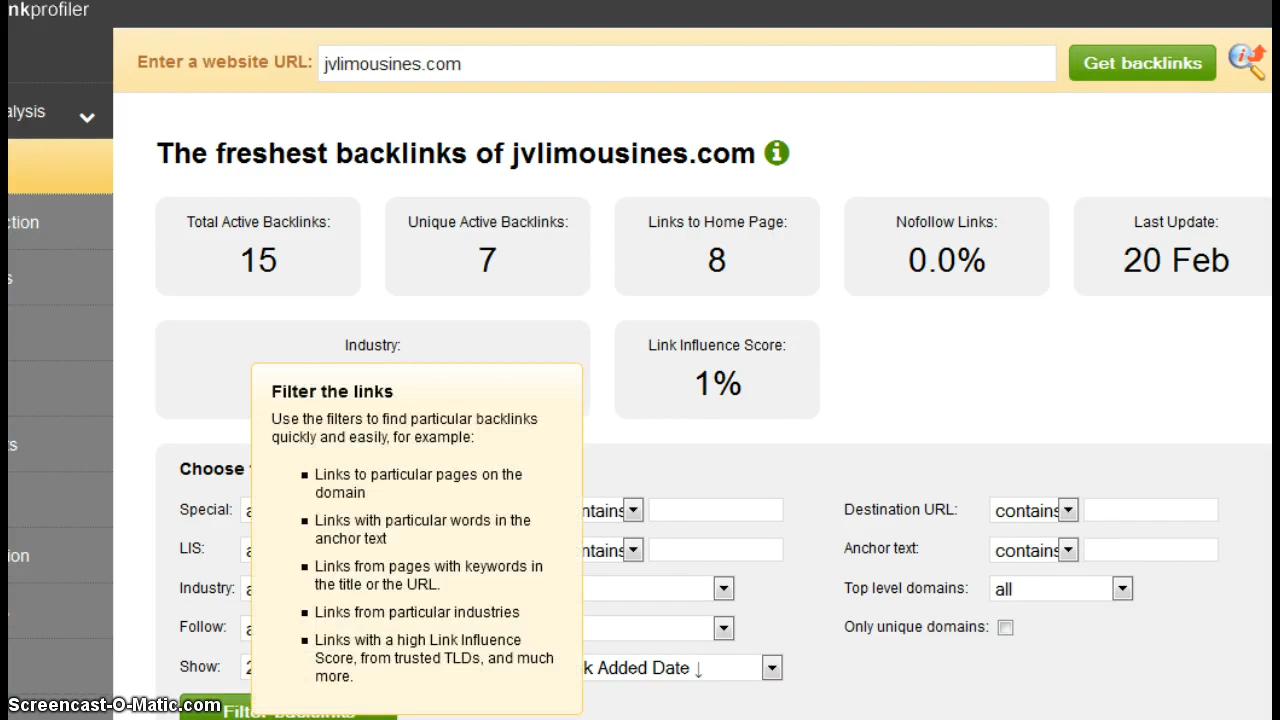 nkprofiler
Enter a website URL: jvlimousines.com Get backlinks
alysis
The freshest backlinks of jvlimousines.com
Total Active Backlinks: Unique Active Backlinks: Links to Home Page: Nofollow Links: Last Update:
15 7 8 0.0% 20 Feb
ction
s
Industry: Link Influence Score:
1%
Filter the links
Use the filters to find particular backlinks
quickly and easily, for example:
Links to particular pages on the
domain
Links with particular words in the
anchor text
Links from pages with keywords in
the title or the URL.
Links from particular industries
Links with a high Link Influence
Score, from trusted TLDs, and much
more.
rs
Choose
Special: ntains Destination URL: contains
LIS: ntains Anchor text: contains
ion
Industry: Top level domains: all
Follow: Only unique domains:
Show: 2 k Added Date ↓
Filter backlinks
Screencast-O-Matic.com